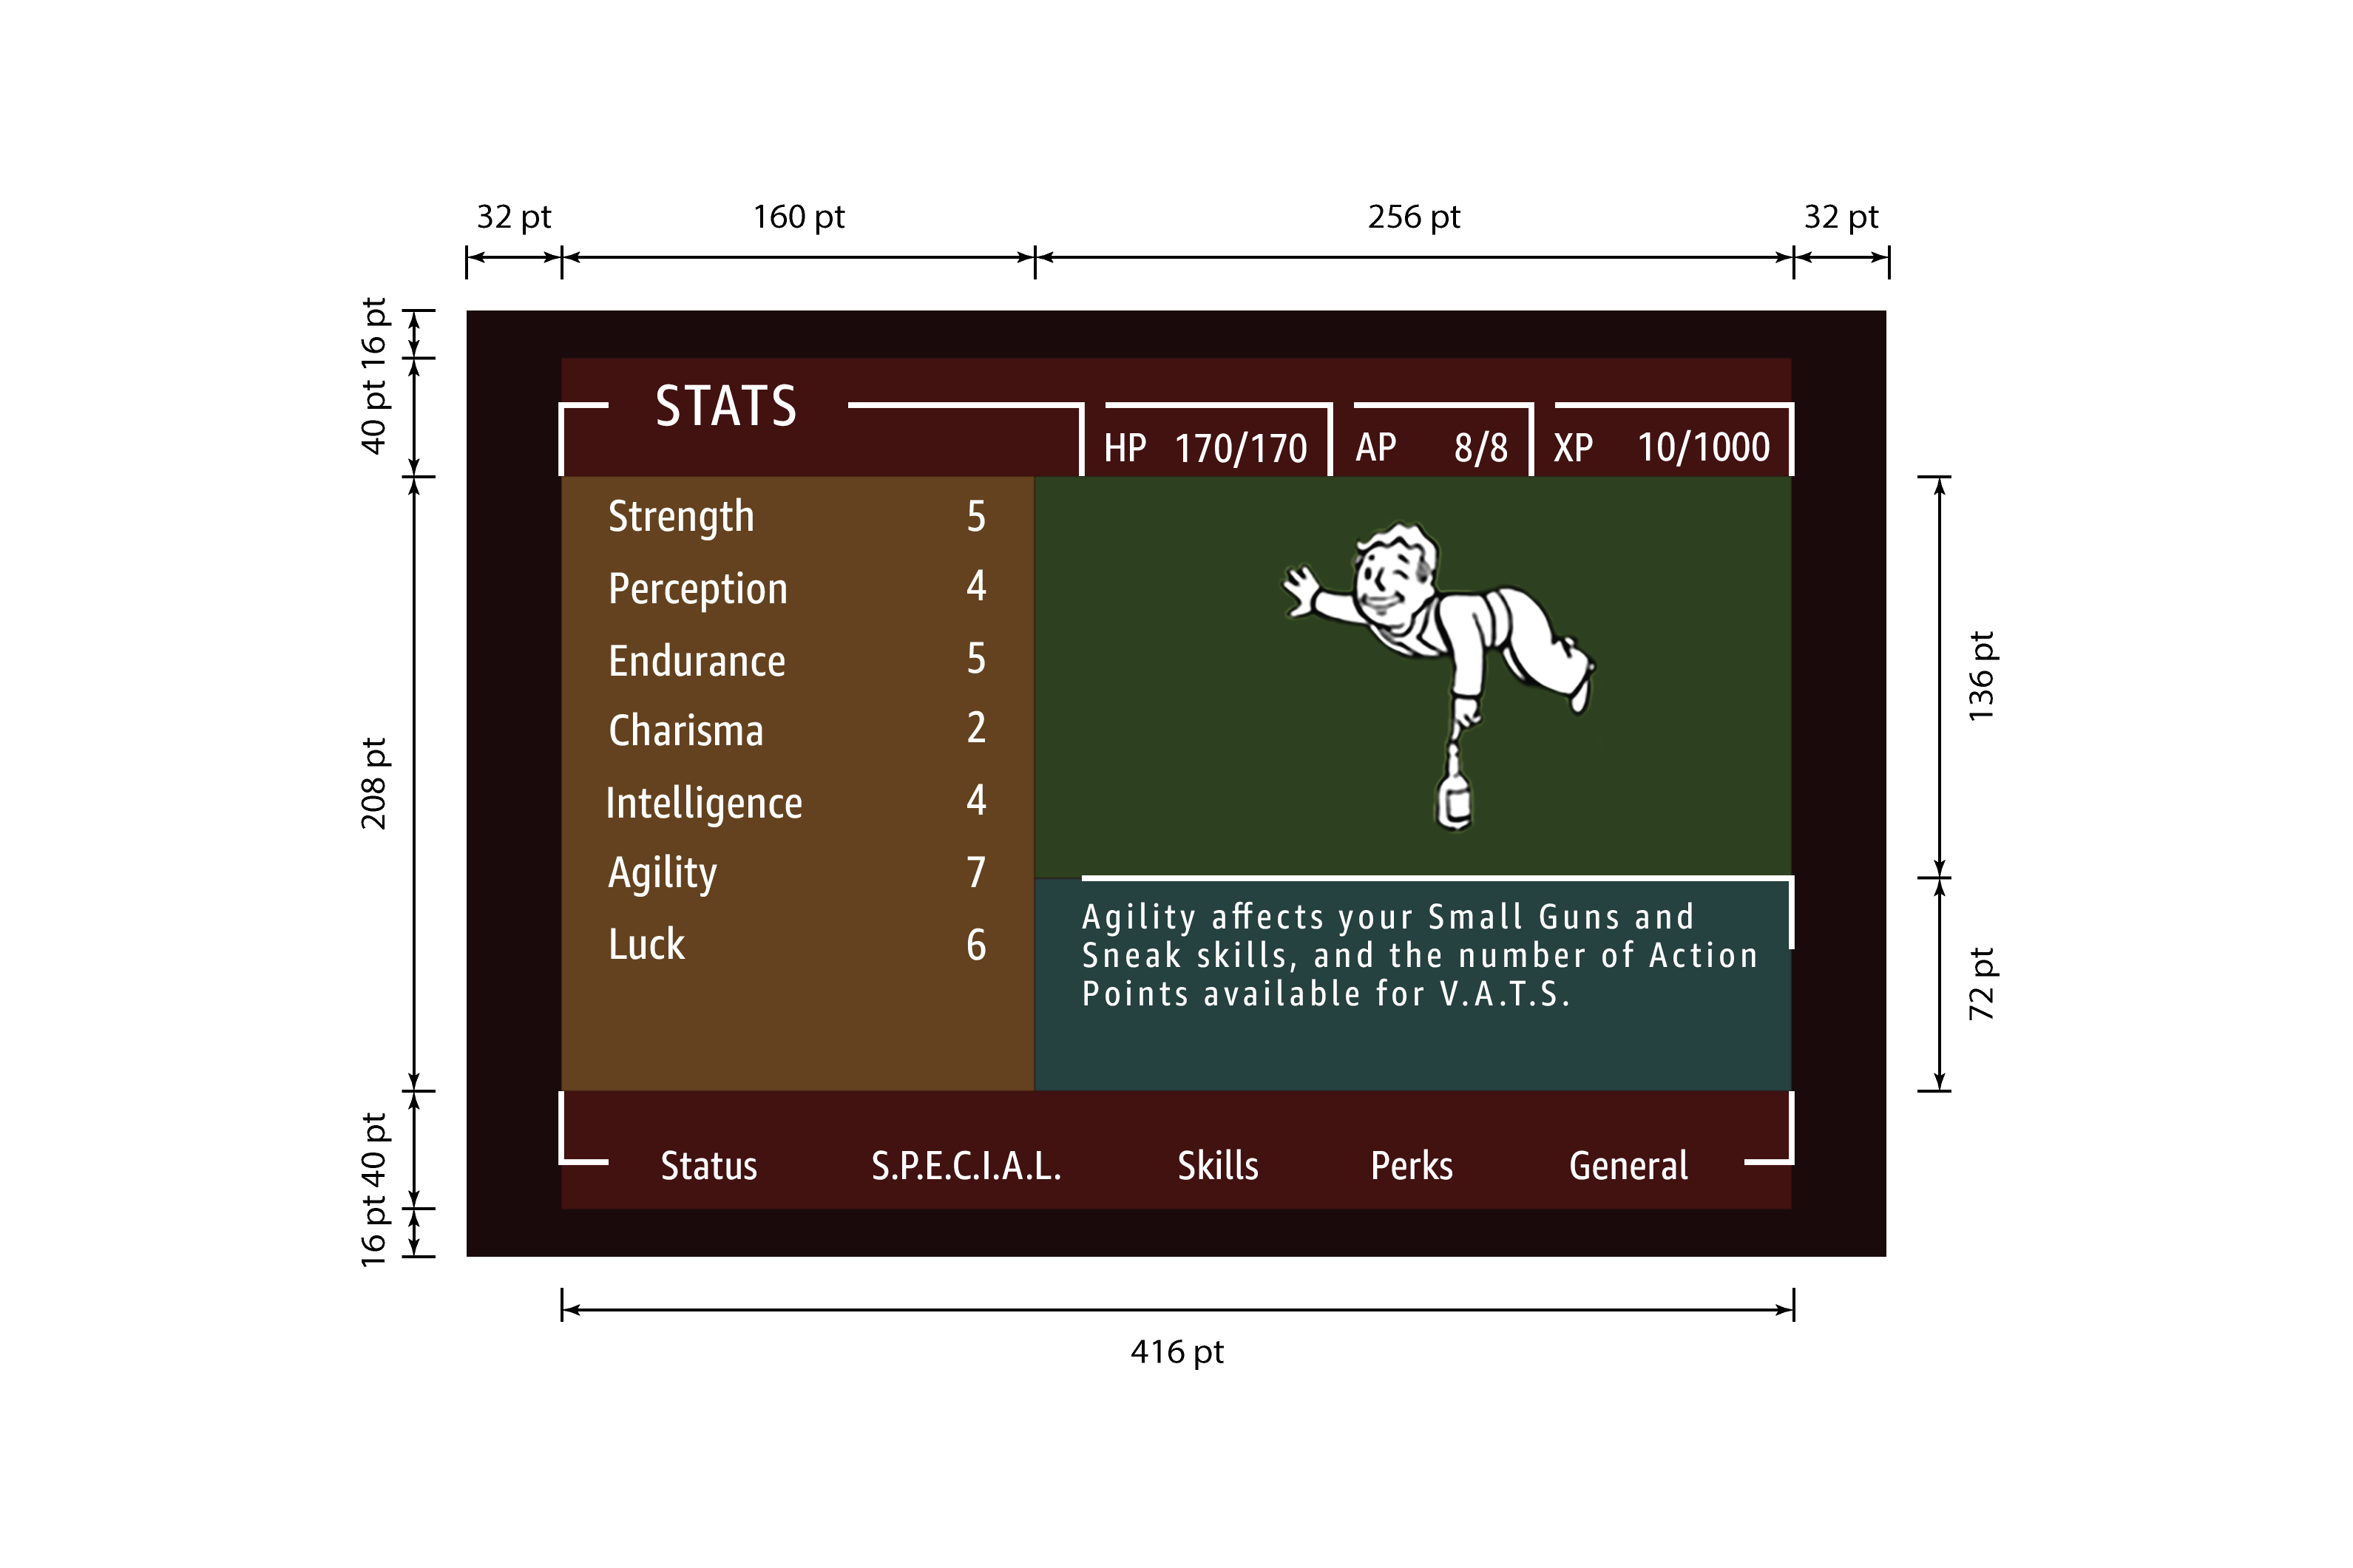 32 pt 160 pt 256 pt 32 pt
16 pt
40 pt
208 pt
40 pt
16 pt
STATS
HP 170/170 AP 8/8 XP 10/1000
Strength 5
Perception 4
Endurance 5
Charisma 2
Intelligence 4
Agility 7
Luck 6
Agility affects your Small Guns and
Sneak skills, and the number of Action
Points available for V.A.T.S.
Status S.P.E.C.I.A.L. Skills Perks General
136 pt
72 pt
416 pt